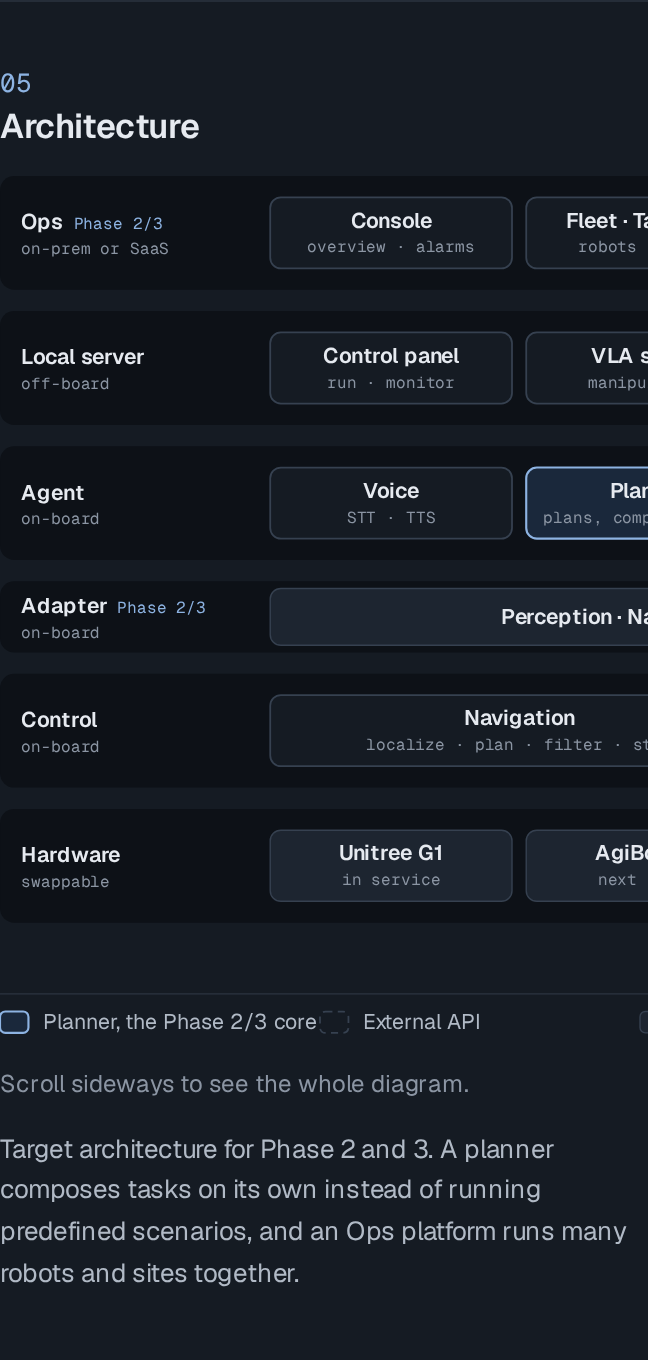 05
Architecture
Ops Phase 2/3
on-prem or SaaS
Console
overview · alarms
Fleet ·
robots
Local server
off-board
Control panel
run · monitor
VLA
Agent
on-board
Voice
STT · TTS
plans,
Adapter Phase 2/3
on-board
Perception ·
Control
on-board
Navigation
localize · plan · filter ·
Hardware
swappable
Unitree G1
in service
next
Planner, the Phase 2/3 core
External API
Scroll sideways to see the whole diagram.
Target architecture for Phase 2 and 3. A planner
composes tasks on its own instead of running
predefined scenarios, and an Ops platform runs many
robots and sites together.